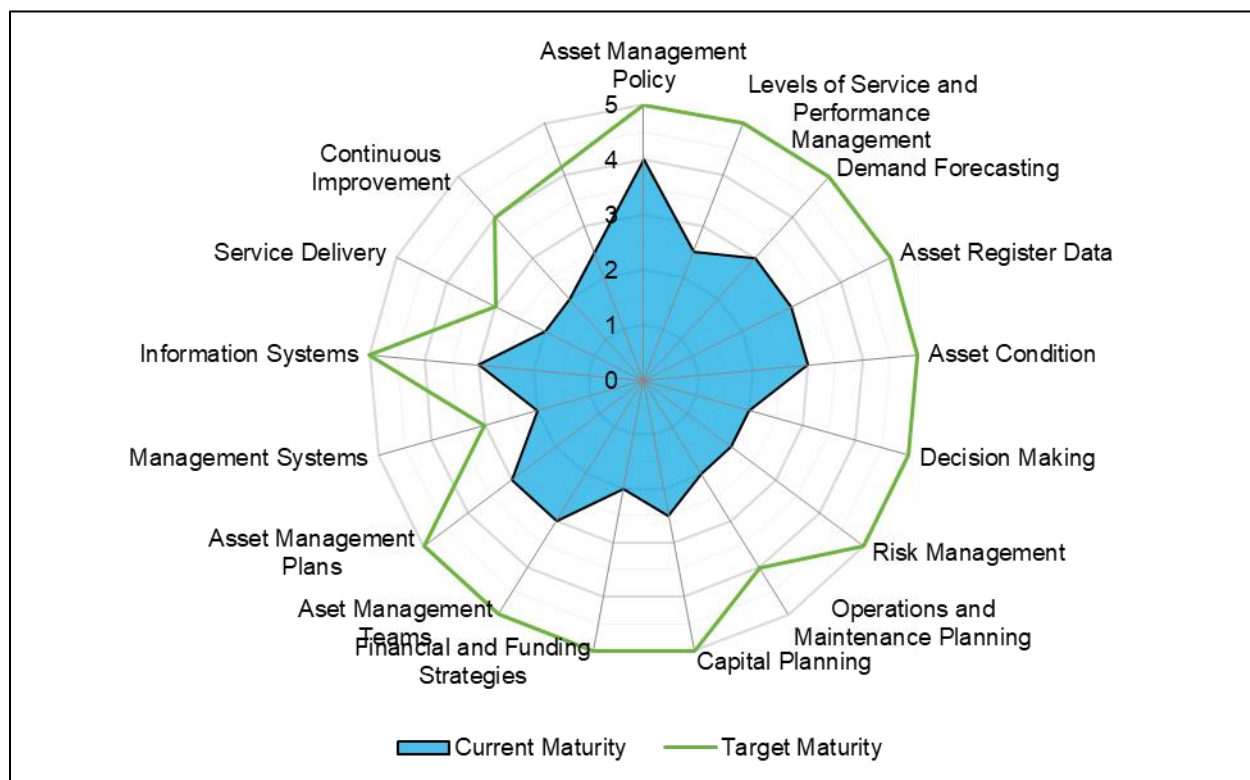 Asset Management
Policy
Levels of Service and
Performance
Management
Demand Forecasting
Asset Register Data
Asset Condition
Decision Making
Risk Management
Operations and
Maintenance Planning
Capital Planning
Financial and Funding
Strategies
Aset Management
Teams
Asset Management
Plans
Management Systems
Information Systems
Service Delivery
Continuous
Improvement
5
4
3
2
1
0
Current Maturity
Target Maturity